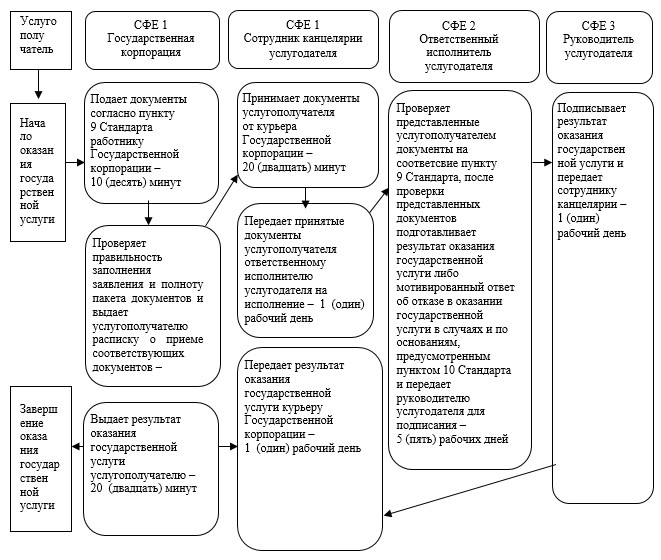 Услуго
полу
чатель
СФЕ 1
Государственная
корпорация
СФЕ 1
Сотрудник канцелярии
услугодателя
СФЕ 2
Ответственный
исполнитель
услугодателя
СФЕ 3
Руководитель
услугодателя
Нача
ло
оказан
ия
государ
ствен
ной
услуги
Подает документы
согласно пункту
9 Стандарта
работнику
Государственной
корпорации –
10 (десять) минут
Проверяет
правильность
заполнения
заявления и полноту
пакета документов и
выдает
услугополучателю
расписку о приеме
соответствующих
документов –
Принимает документы
услугополучателя
от курьера
Государственной
корпорации –
20 (двадцать) минут
Передает принятые
документы
услугополучателя
ответственному
исполнителю
услугодателя на
исполнение – 1 (один)
рабочий день
Проверяет
представленные
услугополучателем
документы на
соответсвие пункту
9 Стандарта, после
проверки
представленных
документов
подготавливает
результат оказания
государственной
услуги либо
мотивированный ответ
об отказе в оказании
государственной
услуги в случаях и по
основаниям,
предусмотренным
пунктом 10 Стандарта
и передает
руководителю
услугодателя для
подписания –
5 (пять) рабочих дней
Подписывает
результат
оказания
государствен
ной услуги и
передает
сотруднику
канцелярии –
1 (один)
рабочий день
Передает результат
оказания
государственной
услуги курьеру
Государственной
корпорации –
1 (один) рабочий день
Выдает результат
оказания
государственной
услуги
услугополучателю –
20 (двадцать) минут
Заверш
ение
оказа
ния
государ
ствен
ной
услуги